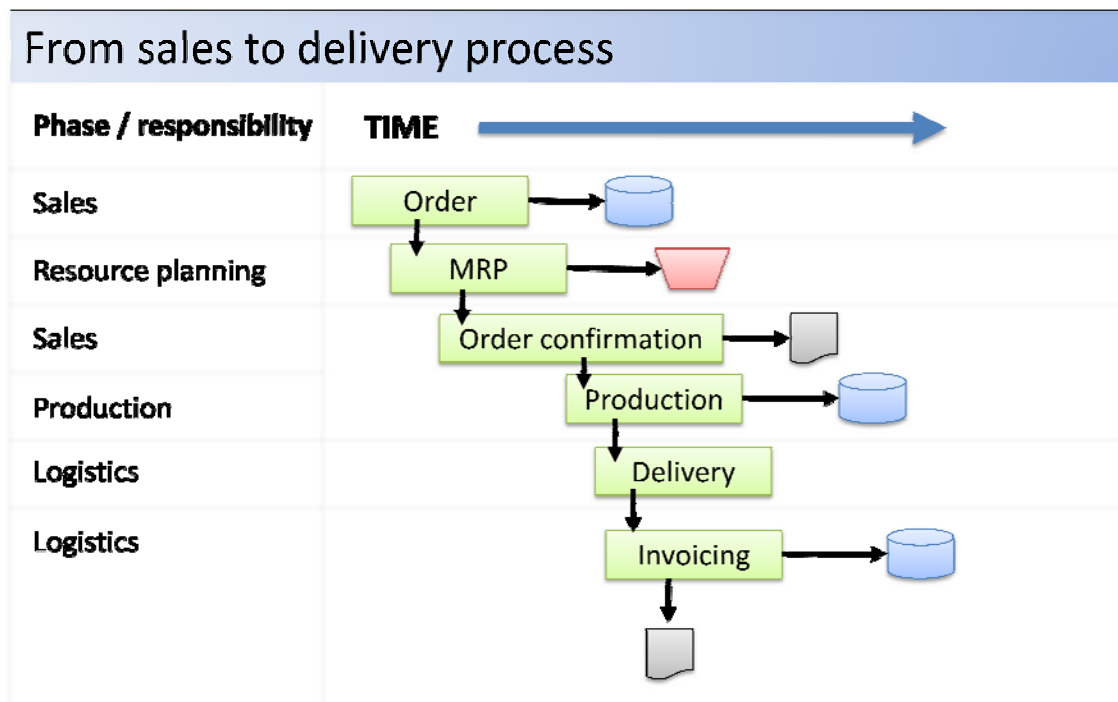 From sales to delivery process
Phase / responsibility
TIME
Sales
Order
Resource planning
MRP
Sales
Order confirmation
Production
Production
Logistics
Delivery
Logistics
Invoicing